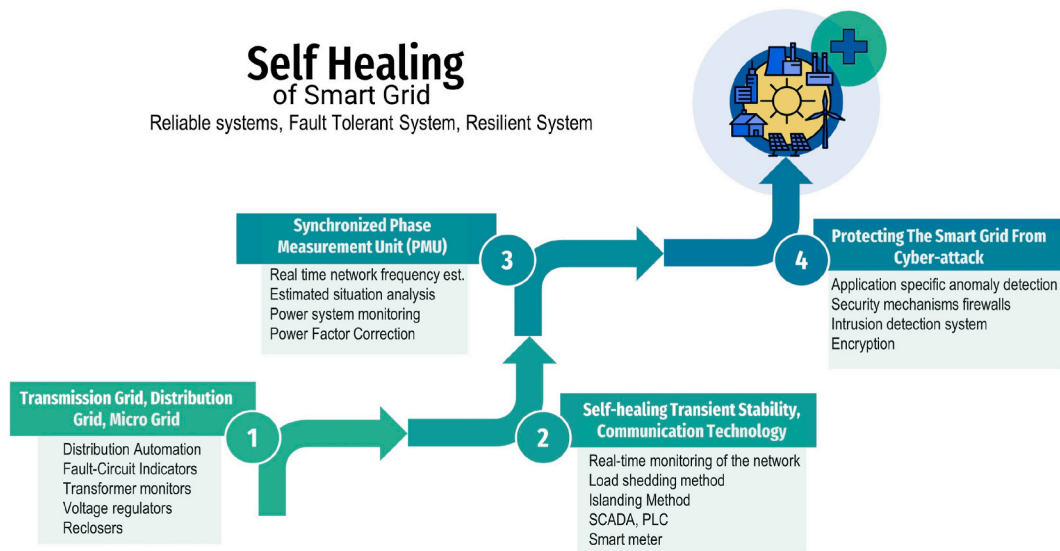 Self Healing
of Smart Grid
Reliable systems, Fault Tolerant System, Resilient System
1
Transmission Grid, Distribution
Grid, Micro Grid
Distribution Automation
Fault-Circuit Indicators
Transformer monitors
Voltage regulators
Reclosers
2
Self-healing Transient Stability,
Communication Technology
Real-time monitoring of the network
Load shedding method
Islanding Method
SCADA, PLC
Smart meter
3
Synchronized Phase
Measurement Unit (PMU)
Real time network frequency est.
Estimated situation analysis
Power system monitoring
Power Factor Correction
4
Protecting The Smart Grid From
Cyber-attack
Application specific anomaly detection
Security mechanisms firewalls
Intrusion detection system
Encryption